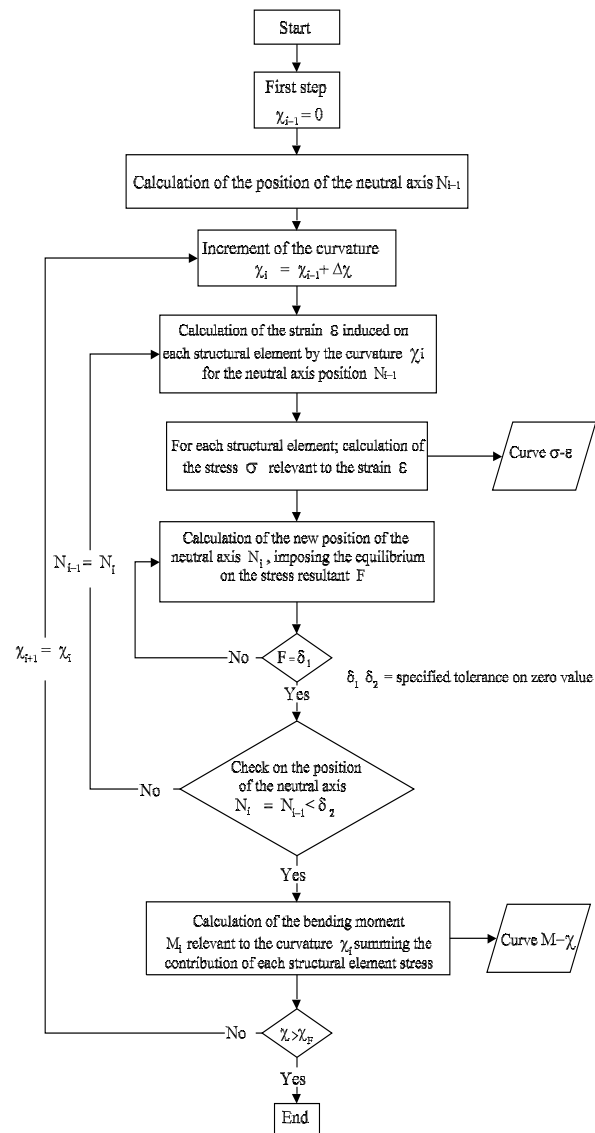 Start
First step
χi–1 = 0
Calculation of the position of the neutral axis Ni–1
Increment of the curvature
χi = χi–1 + Δχ
Calculation of the strain ε induced on
each structural element by the curvature χi
for the neutral axis position Ni–1
For each structural element; calculation of
the stress σ relevant to the strain ε
Curve σ-ε
Calculation of the new position of the
neutral axis Ni, imposing the equilibrium
on the stress resultant F
Ni–1 = Ni
χi+1 = χi
No
F = δ1
δ1 δ2 = specified tolerance on zero value
Yes
Check on the position
of the neutral axis
Ni = Ni–1 < δ2
No
Yes
Calculation of the bending moment
Mi relevant to the curvature χi summing the
contribution of each structural element stress
Curve M–χ
No
χ>χF
Yes
End